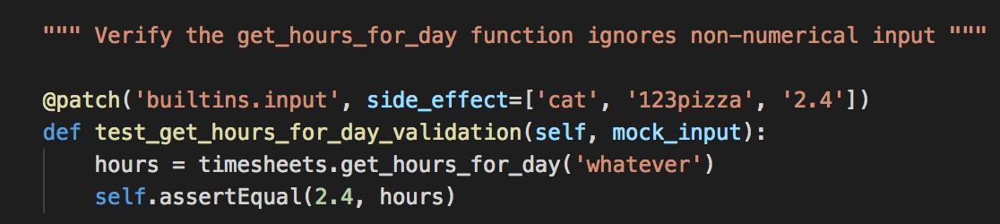 """ Verify the get_hours_for_day function ignores non-numerical input """
@patch('builtins.input', side_effect=['cat', '123pizza', '2.4'])
def test_get_hours_for_day_validation(self, mock_input):
    hours = timesheets.get_hours_for_day('whatever')
    self.assertEqual(2.4, hours)